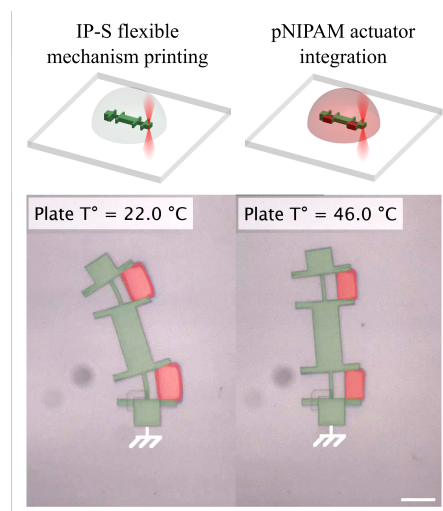 IP-S flexible
mechanism printing
pNIPAM actuator
integration
Plate T° = 22.0 °C
Plate T° = 46.0 °C